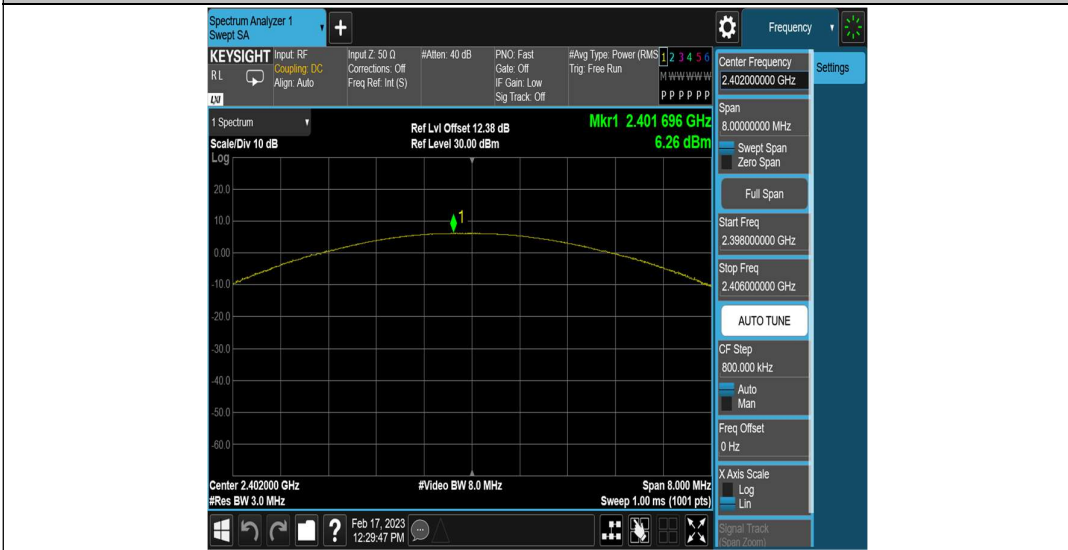 Spectrum Analyzer 1
Swept SA
Frequency
KEYSIGHT
RL
LXI
Input: RF
Coupling: DC
Align: Auto
Input Z: 50 Ω
Corrections: Off
Freq Ref: Int (S)
#Atten: 40 dB
PNO: Fast
Gate: Off
IF Gain: Low
Sig Track: Off
#Avg Type: Power (RMS
Trig: Free Run
1 2 3 4 5 6
M W W W W W
P P P P P P
1 Spectrum
Scale/Div 10 dB
Log
Ref Lvl Offset 12.38 dB
Ref Level 30.00 dBm
Mkr1 2.401 696 GHz
6.26 dBm
20.0
10.0
0.00
-10.0
-20.0
-30.0
-40.0
-50.0
-60.0
1
Center 2.402000 GHz
#Res BW 3.0 MHz
#Video BW 8.0 MHz
Span 8.000 MHz
Sweep 1.00 ms (1001 pts)
?
Feb 17, 2023
12:29:47 PM
Center Frequency
2.402000000 GHz
Settings
Span
8.00000000 MHz
Swept Span
Zero Span
Full Span
Start Freq
2.398000000 GHz
Stop Freq
2.406000000 GHz
AUTO TUNE
CF Step
800.000 kHz
Auto
Man
Freq Offset
0 Hz
X Axis Scale
Log
Lin
Signal Track
(Span Zoom)